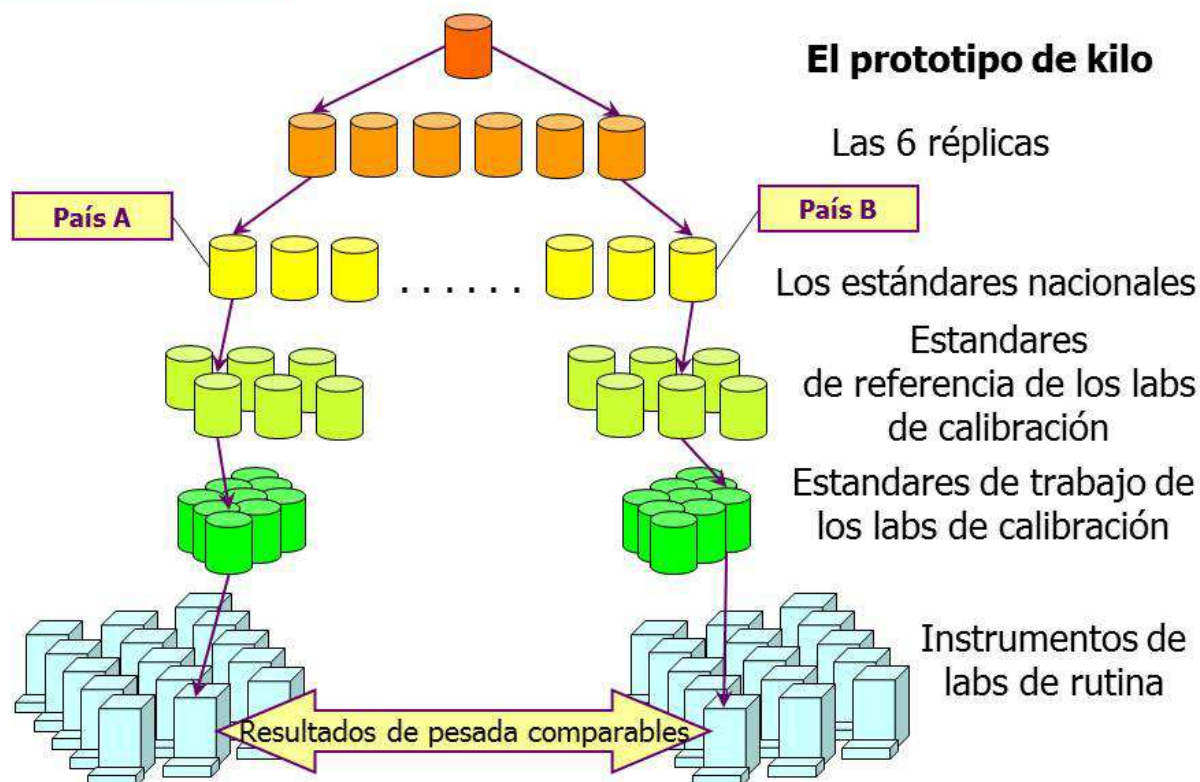 El prototipo de kilo
Las 6 réplicas
País A
País B
. . . . . .
Los estándares nacionales
Estandares
de referencia de los labs
de calibración
Estandares de trabajo de
los labs de calibración
Instrumentos de
labs de rutina
Resultados de pesada comparables